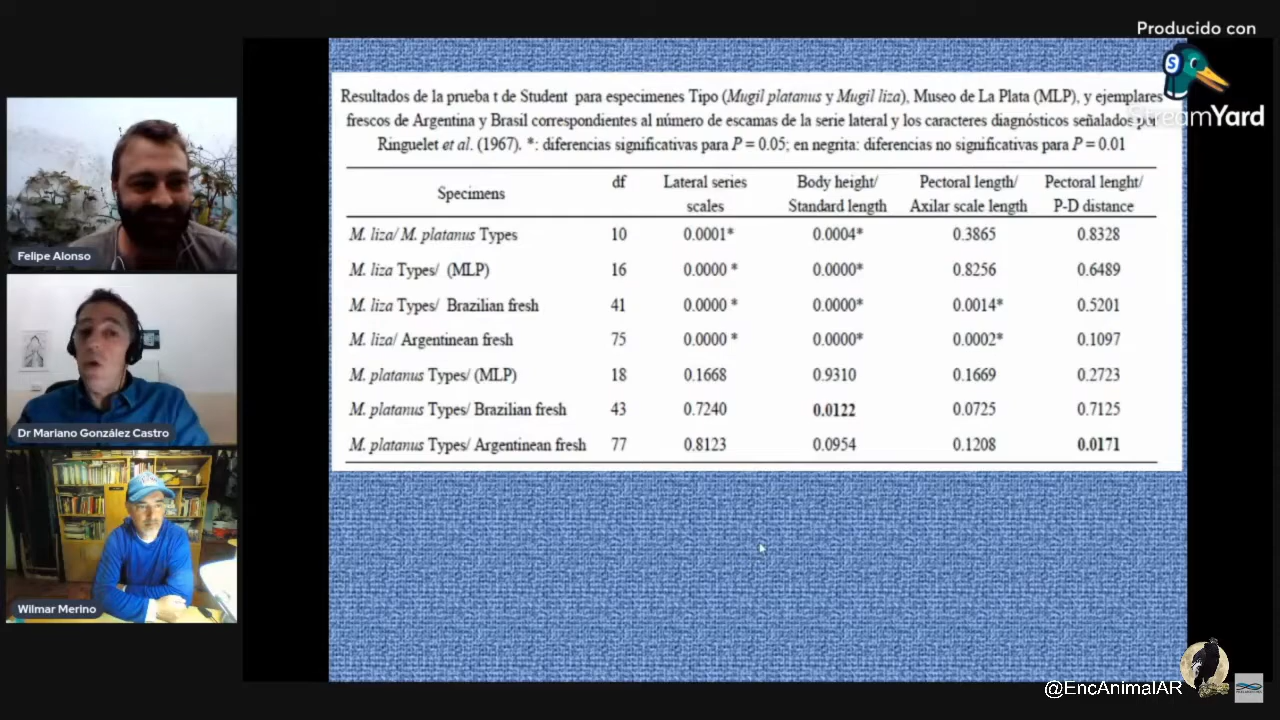 Producido con
StreamYard
Resultados de la prueba t de Student para especimenes Tipo (Mugil platanus y Mugil liza), Museo de La Plata (MLP), y ejemplares
frescos de Argentina y Brasil correspondientes al número de escamas de la serie lateral y los caracteres diagnósticos señalados por
Ringuelet et al. (1967). *: diferencias significativas para P = 0.05; en negrita: diferencias no significativas para P = 0.01
Specimens df Lateral series scales Body height/ Standard length Pectoral length/ Axilar scale length Pectoral lenght/ P-D distance
M. liza/ M. platanus Types 10 0.0001* 0.0004* 0.3865 0.8328
M. liza Types/ (MLP) 16 0.0000 * 0.0000* 0.8256 0.6489
M. liza Types/ Brazilian fresh 41 0.0000 * 0.0000* 0.0014* 0.5201
M. liza/ Argentinean fresh 75 0.0000 * 0.0000* 0.0002* 0.1097
M. platanus Types/ (MLP) 18 0.1668 0.9310 0.1669 0.2723
M. platanus Types/ Brazilian fresh 43 0.7240 0.0122 0.0725 0.7125
M. platanus Types/ Argentinean fresh 77 0.8123 0.0954 0.1208 0.0171
Felipe Alonso
Dr Mariano González Castro
Wilmar Merino
@EncAnimalAR